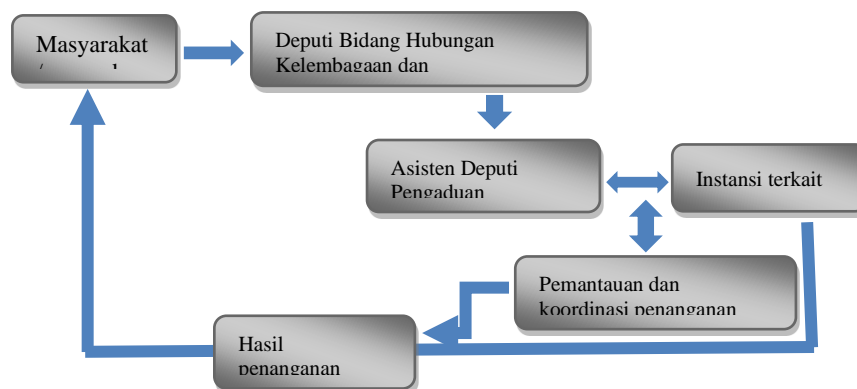 Masyarakat
Deputi Bidang Hubungan
Kelembagaan dan
Asisten Deputi
Pengaduan
Instansi terkait
Pemantauan dan
koordinasi penanganan
Hasil
penanganan